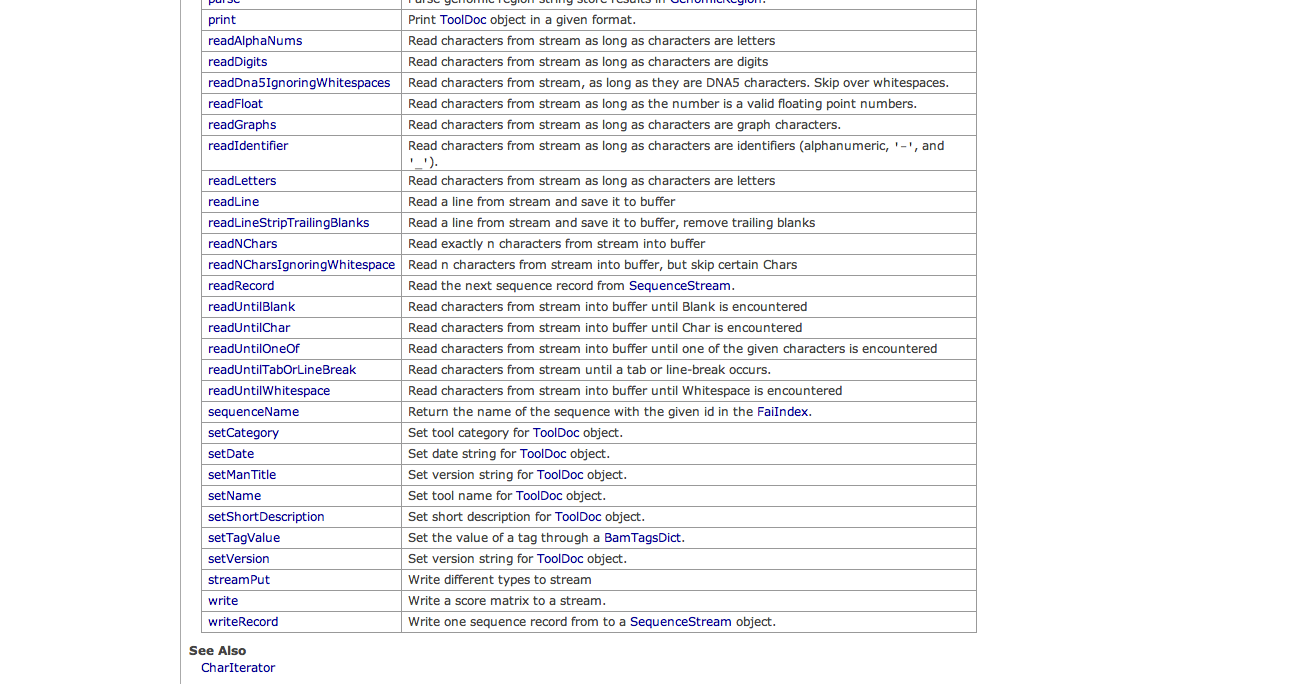 parse Parse genomic region string store results in GenomicRegion.
print Print ToolDoc object in a given format.
readAlphaNums Read characters from stream as long as characters are letters
readDigits Read characters from stream as long as characters are digits
readDna5IgnoringWhitespaces Read characters from stream, as long as they are DNA5 characters. Skip over whitespaces.
readFloat Read characters from stream as long as the number is a valid floating point numbers.
readGraphs Read characters from stream as long as characters are graph characters.
readIdentifier Read characters from stream as long as characters are identifiers (alphanumeric, '-', and
'_').
readLetters Read characters from stream as long as characters are letters
readLine Read a line from stream and save it to buffer
readLineStripTrailingBlanks Read a line from stream and save it to buffer, remove trailing blanks
readNChars Read exactly n characters from stream into buffer
readNCharsIgnoringWhitespace Read n characters from stream into buffer, but skip certain Chars
readRecord Read the next sequence record from SequenceStream.
readUntilBlank Read characters from stream into buffer until Blank is encountered
readUntilChar Read characters from stream into buffer until Char is encountered
readUntilOneOf Read characters from stream into buffer until one of the given characters is encountered
readUntilTabOrLineBreak Read characters from stream until a tab or line-break occurs.
readUntilWhitespace Read characters from stream into buffer until Whitespace is encountered
sequenceName Return the name of the sequence with the given id in the FaiIndex.
setCategory Set tool category for ToolDoc object.
setDate Set date string for ToolDoc object.
setManTitle Set version string for ToolDoc object.
setName Set tool name for ToolDoc object.
setShortDescription Set short description for ToolDoc object.
setTagValue Set the value of a tag through a BamTagsDict.
setVersion Set version string for ToolDoc object.
streamPut Write different types to stream
write Write a score matrix to a stream.
writeRecord Write one sequence record from to a SequenceStream object.
See Also
CharIterator